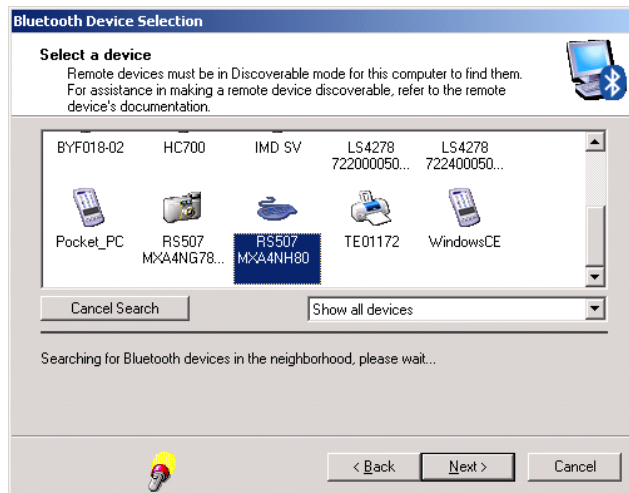 Bluetooth Device Selection
Select a device
Remote devices must be in Discoverable mode for this computer to find them.
For assistance in making a remote device discoverable, refer to the remote
device's documentation.
BYF018-02 HC700 IMD SV LS4278 LS4278
722000050... 722400050...
Pocket_PC RS507 RS507 TE01172 WindowsCE
MXA4NG78... MXA4NH80
Cancel Search Show all devices
Searching for Bluetooth devices in the neighborhood, please wait...
< Back Next > Cancel